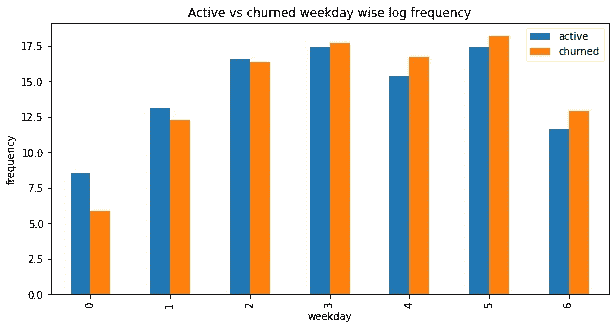 Active vs churned weekday wise log frequency
active
churned
17.5
15.0
12.5
10.0
7.5
5.0
2.5
0.0
frequency
0 1 2 3 4 5 6
weekday